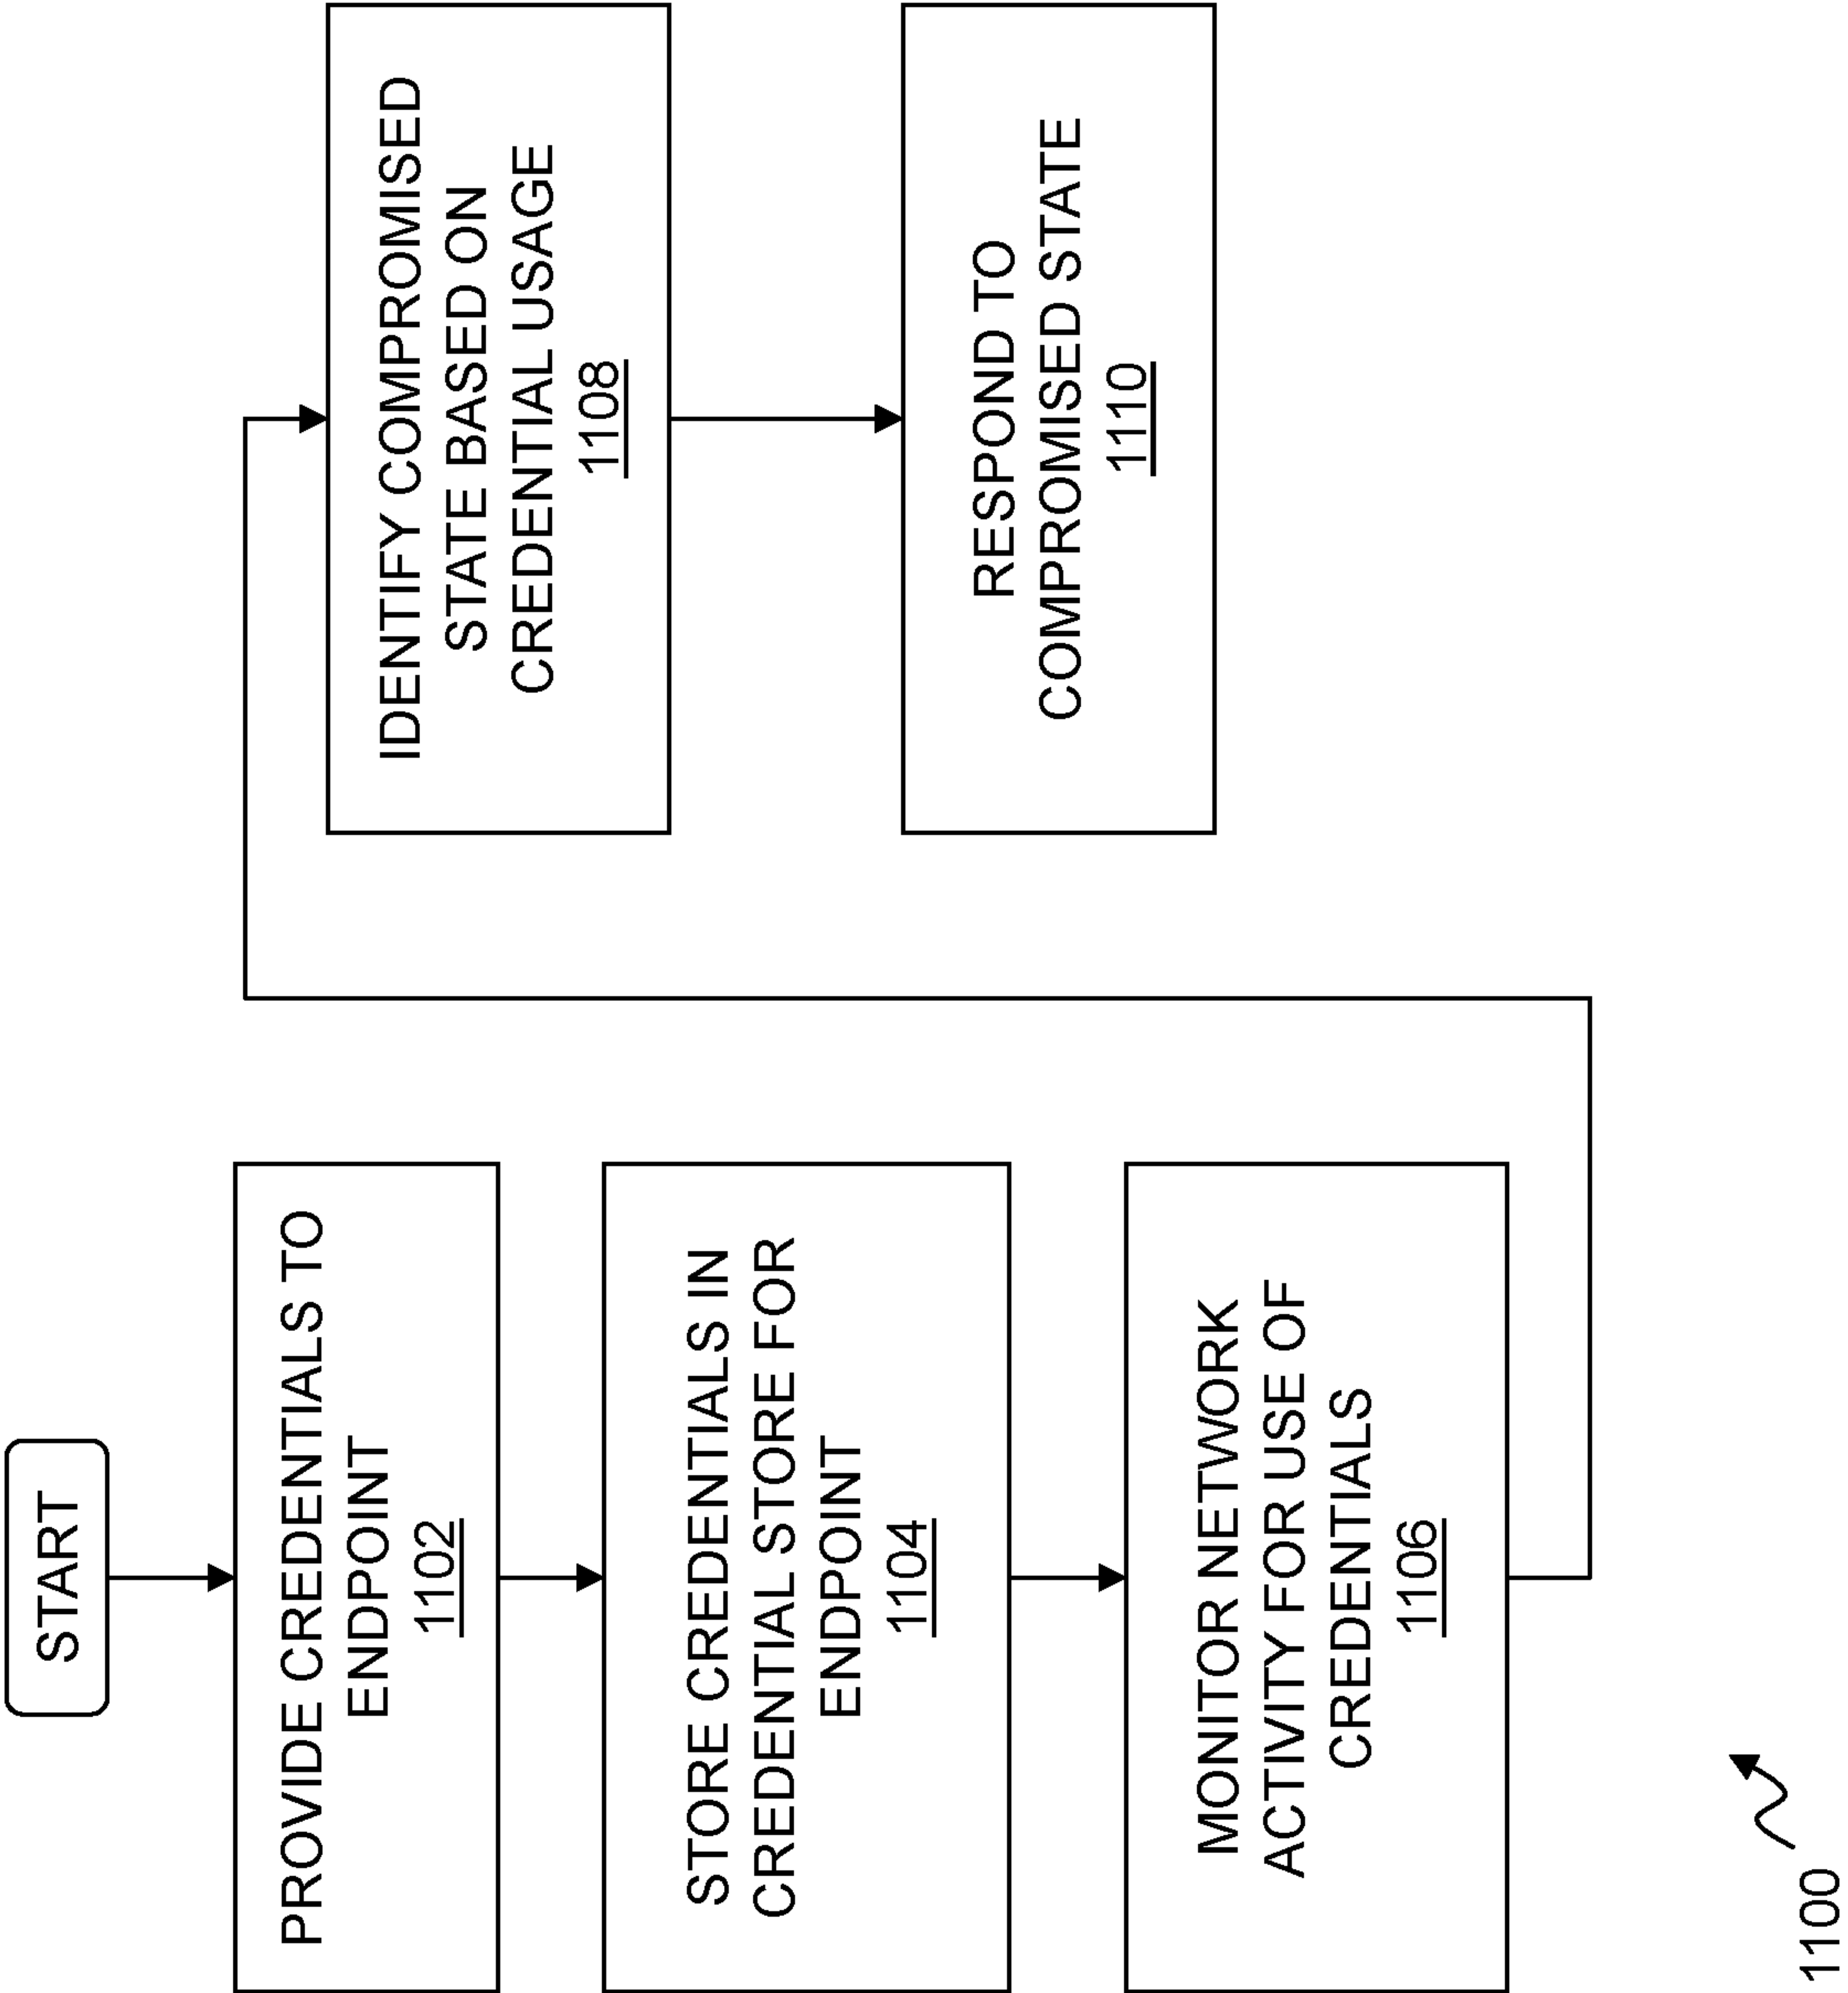 START
PROVIDE CREDENTIALS TO
ENDPOINT
1102
STORE CREDENTIALS IN
CREDENTIAL STORE FOR
ENDPOINT
1104
MONITOR NETWORK
ACTIVITY FOR USE OF
CREDENTIALS
1106
IDENTIFY COMPROMISED
STATE BASED ON
CREDENTIAL USAGE
1108
RESPOND TO
COMPROMISED STATE
1110
1100